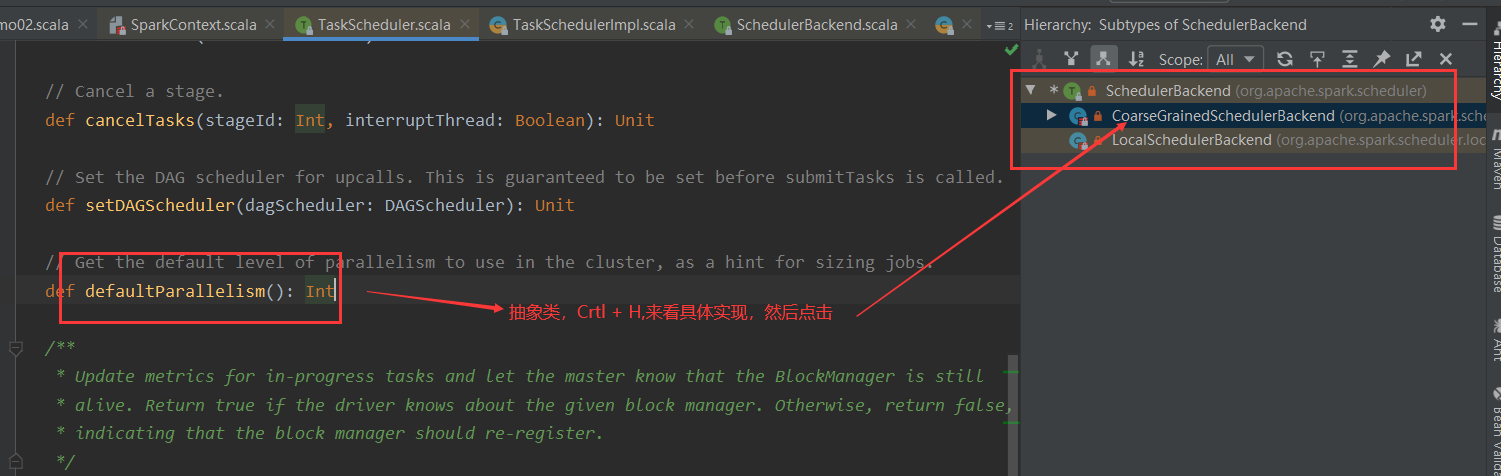 mo02.scala SparkContext.scala TaskScheduler.scala TaskSchedulerImpl.scala SchedulerBackend.scala 2
Hierarchy: Subtypes of SchedulerBackend
Scope: All
* SchedulerBackend (org.apache.spark.scheduler)
CoarseGrainedSchedulerBackend (org.apache.spark.sche
LocalSchedulerBackend (org.apache.spark.scheduler.loc
// Cancel a stage.
def cancelTasks(stageId: Int, interruptThread: Boolean): Unit
// Set the DAG scheduler for upcalls. This is guaranteed to be set before submitTasks is called.
def setDAGScheduler(dagScheduler: DAGScheduler): Unit
// Get the default level of parallelism to use in the cluster, as a hint for sizing jobs.
def defaultParallelism(): Int
抽象类，Crtl + H,来看具体实现，然后点击
/**
* Update metrics for in-progress tasks and let the master know that the BlockManager is still
* alive. Return true if the driver knows about the given block manager. Otherwise, return false,
* indicating that the block manager should re-register.
*/
Hierarchy
Maven
Database
Ant
Bean Valida